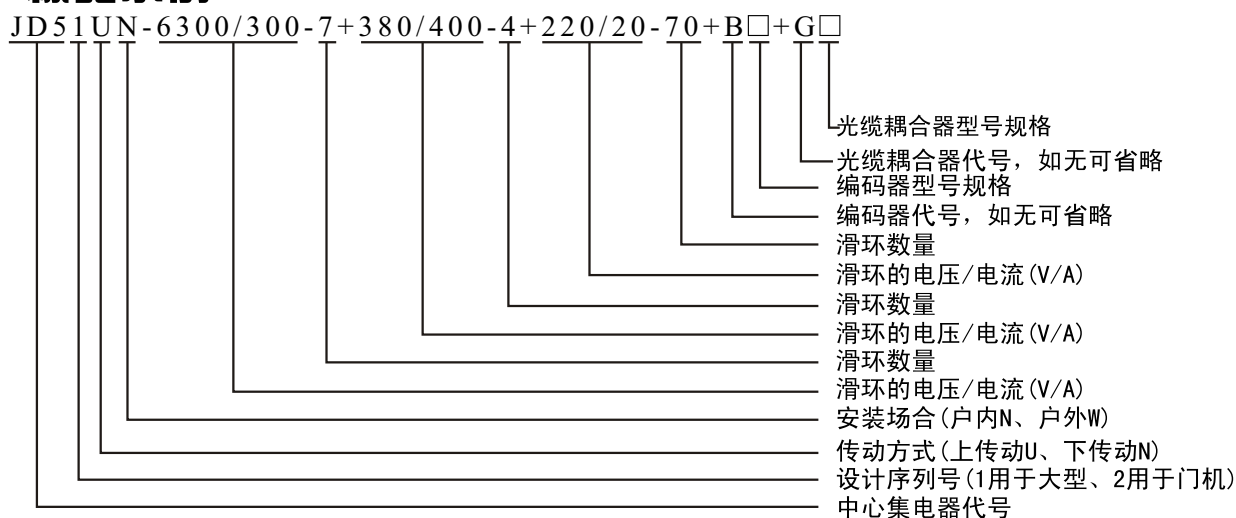 JD51UN-6300/300-7+380/400-4+220/20-70+B□+G□
光缆耦合器型号规格
光缆耦合器代号，如无可省略
编码器型号规格
编码器代号，如无可省略
滑环数量
滑环的电压/电流(V/A)
滑环数量
滑环的电压/电流(V/A)
滑环数量
滑环的电压/电流(V/A)
安装场合(户内N、户外W)
传动方式(上传动U、下传动N)
设计序列号(1用于大型、2用于门机)
中心集电器代号